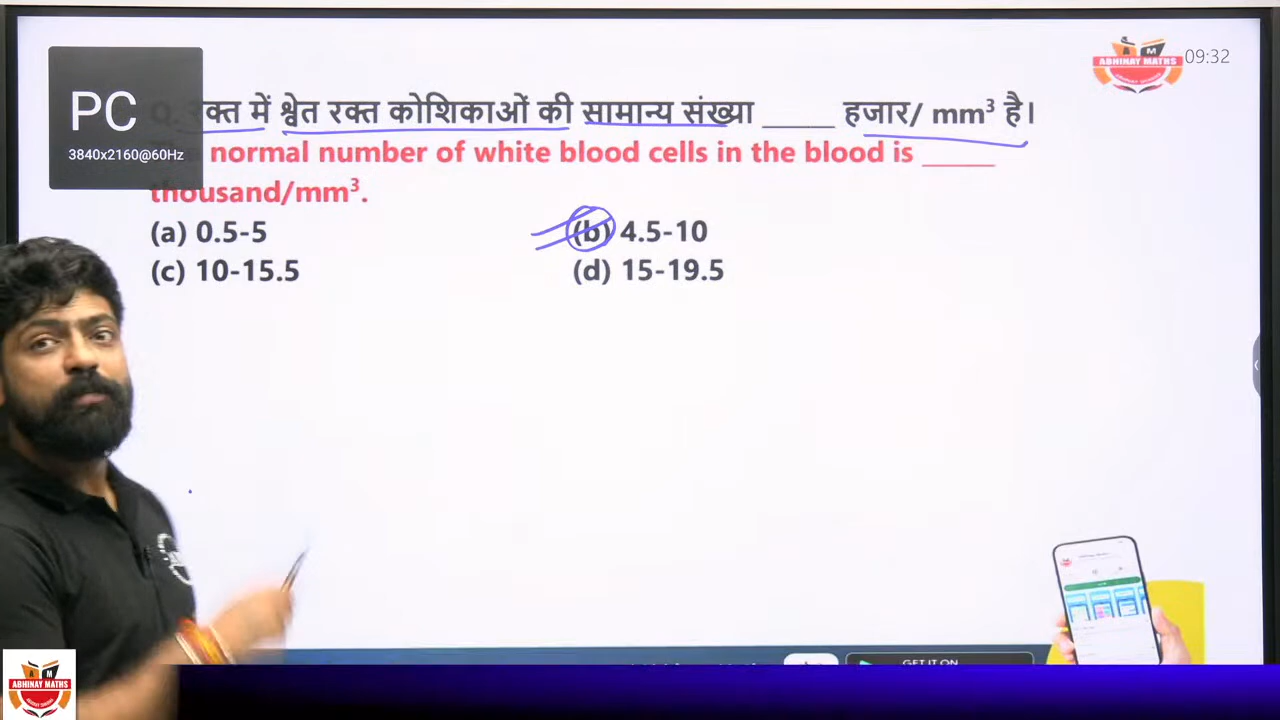 ABHINAY MATHS
09:32
PC
3840x2160@60Hz
में श्वेत रक्त कोशिकाओं की सामान्य संख्या _____ हजार/ mm³ है।
normal number of white blood cells in the blood is _____
thousand/mm³.
(a) 0.5-5
(b) 4.5-10
(c) 10-15.5
(d) 15-19.5
GET IT ON
A M
ABHINAY MATHS